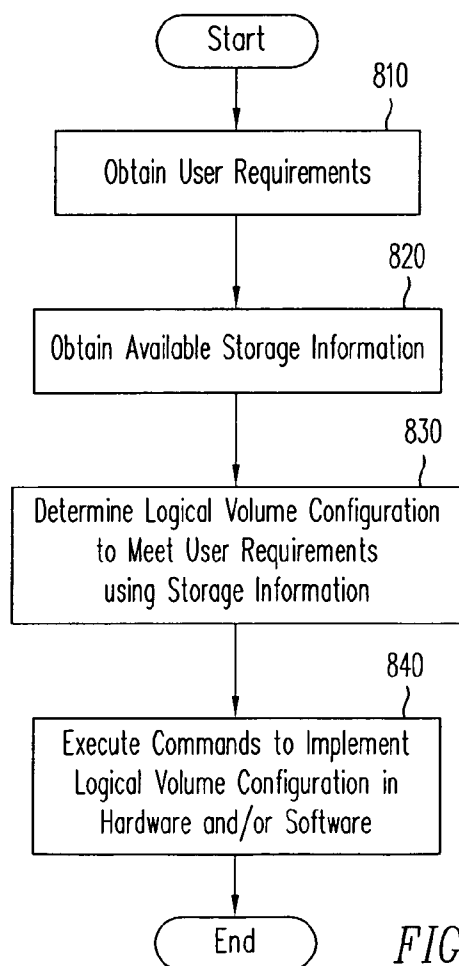 Start
810
Obtain User Requirements
820
Obtain Available Storage Information
830
Determine Logical Volume Configuration
to Meet User Requirements
using Storage Information
840
Execute Commands to Implement
Logical Volume Configuration in
Hardware and/or Software
End
FIG